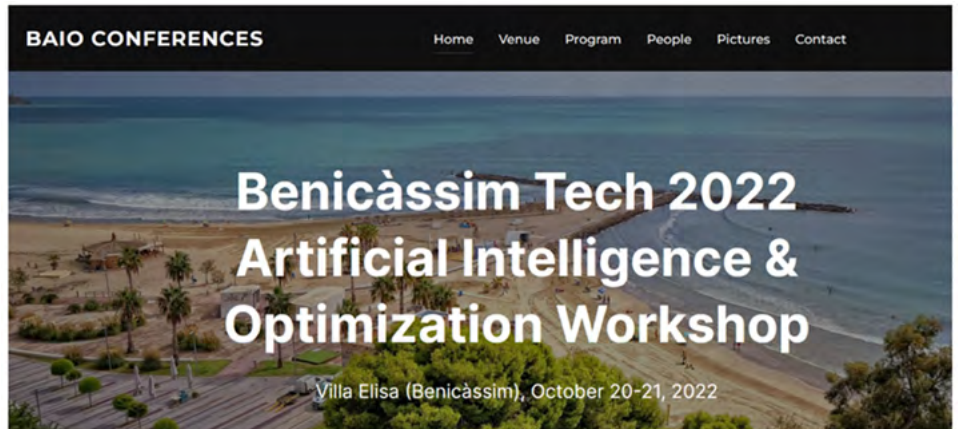 BAIO CONFERENCES
Home Venue Program People Pictures Contact
Benicàssim Tech 2022
Artificial Intelligence &
Optimization Workshop
Villa Elisa (Benicàssim), October 20-21, 2022